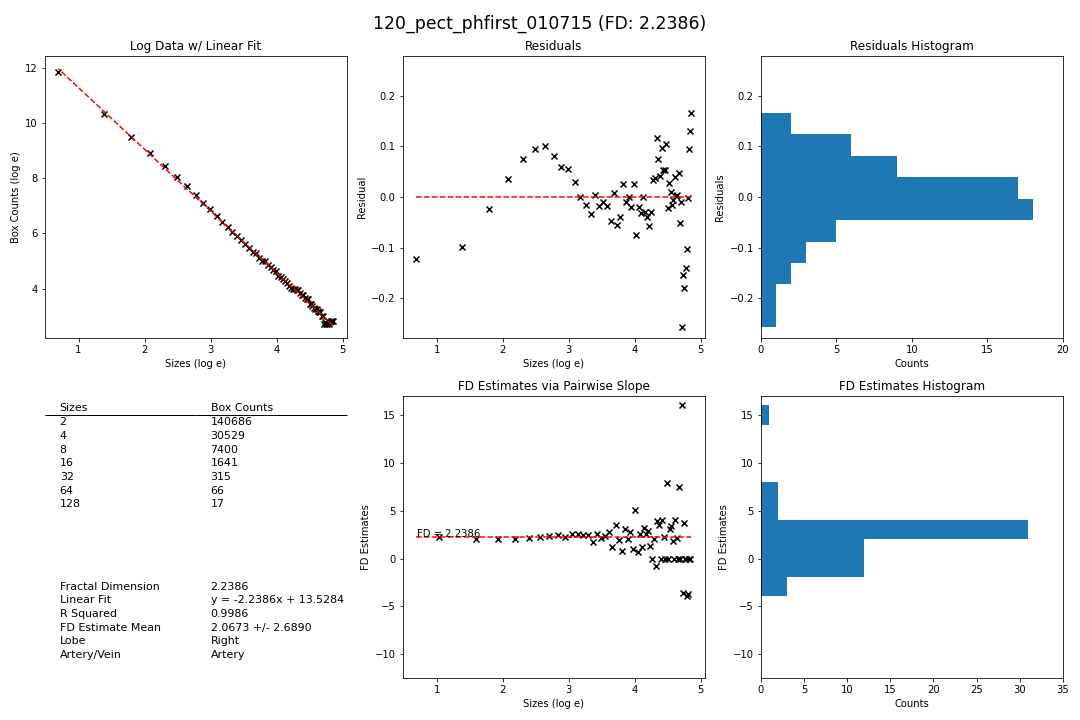 120_pect_phfirst_010715 (FD: 2.2386)
Log Data w/ Linear Fit
Box Counts (log e)
12
10
8
6
4
1 2 3 4 5
Sizes (log e)
Residuals
Residual
0.2
0.1
0.0
−0.1
−0.2
1 2 3 4 5
Sizes (log e)
Residuals Histogram
Residuals
0.2
0.1
0.0
−0.1
−0.2
0 5 10 15 20
Counts
Sizes Box Counts
2 140686
4 30529
8 7400
16 1641
32 315
64 66
128 17
Fractal Dimension 2.2386
Linear Fit y = -2.2386x + 13.5284
R Squared 0.9986
FD Estimate Mean 2.0673 +/- 2.6890
Lobe Right
Artery/Vein Artery
FD Estimates via Pairwise Slope
FD Estimates
15
10
5
0
−5
−10
FD = 2.2386
1 2 3 4 5
Sizes (log e)
FD Estimates Histogram
FD Estimates
15
10
5
0
−5
−10
0 5 10 15 20 25 30 35
Counts